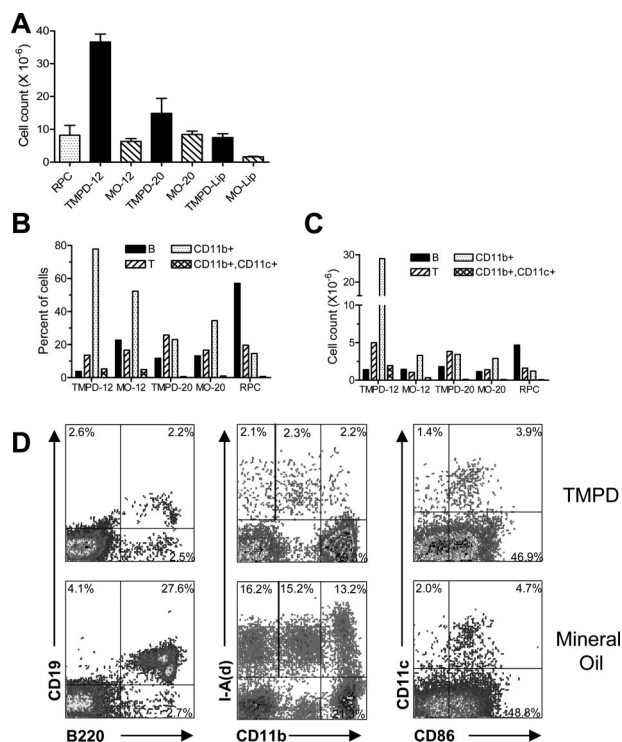 A
Cell count (X 10-6)
40
30
20
10
0
RPC
TMPD-12
MO-12
TMPD-20
MO-20
TMPD-Lip
MO-Lip
B
Percent of cells
80
60
40
20
0
B
T
CD11b+
CD11b+,CD11c+
TMPD-12
MO-12
TMPD-20
MO-20
RPC
C
Cell count (X10-6)
30
20
10
5
0
B
T
CD11b+
CD11b+,CD11c+
TMPD-12
MO-12
TMPD-20
MO-20
RPC
D
2.6%
2.2%
2.5%
2.1%
2.3%
2.2%
1.4%
3.9%
46.9%
TMPD
4.1%
27.6%
2.7%
16.2%
15.2%
13.2%
21.3%
2.0%
4.7%
48.8%
Mineral
Oil
CD19
B220
I-A(d)
CD11b
CD11c
CD86